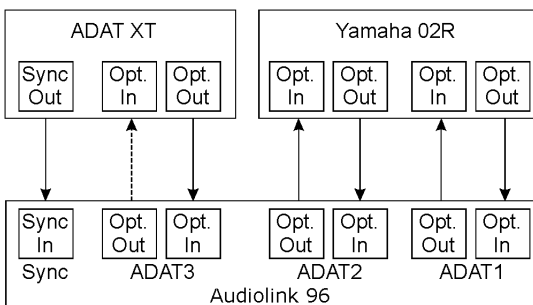 ADAT XT
Yamaha 02R
Sync Out
Opt. In
Opt. Out
Opt. In
Opt. Out
Opt. In
Opt. Out
Sync In
Opt. Out
Opt. In
Opt. Out
Opt. In
Opt. Out
Opt. In
Sync
ADAT3
ADAT2
ADAT1
Audiolink 96